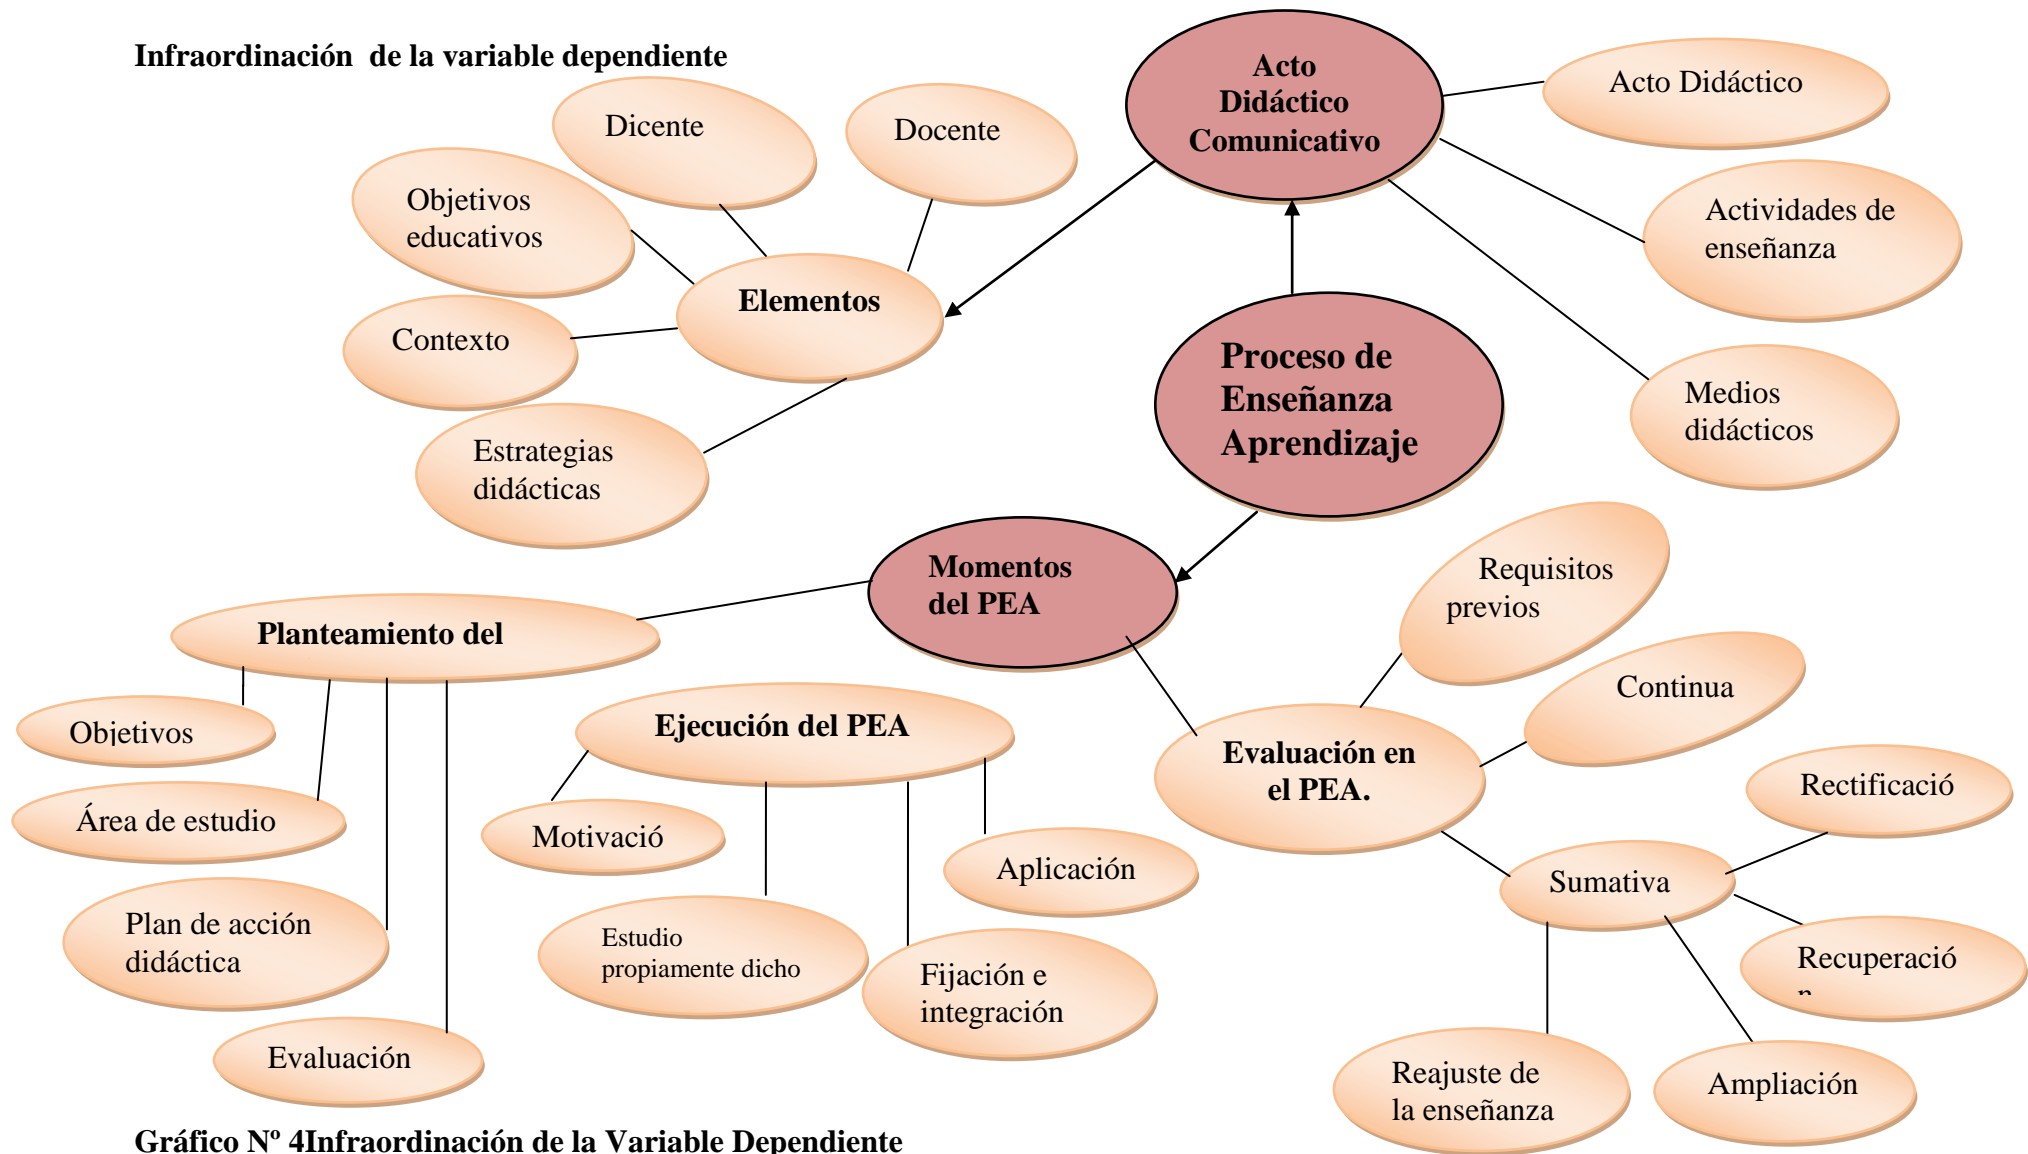 Infraordinación  de la variable dependiente
Acto
Didáctico
Comunicativo
Acto Didáctico
Actividades de
enseñanza
Medios
didácticos
Docente
Dicente
Objetivos
educativos
Contexto
Estrategias
didácticas
Elementos
Proceso de
Enseñanza
Aprendizaje
Momentos
del PEA
Planteamiento del
Objetivos
Área de estudio
Plan de acción
didáctica
Evaluación
Ejecución del PEA
Motivació
Estudio
propiamente dicho
Fijación e
integración
Aplicación
Evaluación en
el PEA.
Requisitos
previos
Continua
Sumativa
Rectificació
Recuperació
n
Ampliación
Reajuste de
la enseñanza
Gráfico Nº 4Infraordinación de la Variable Dependiente